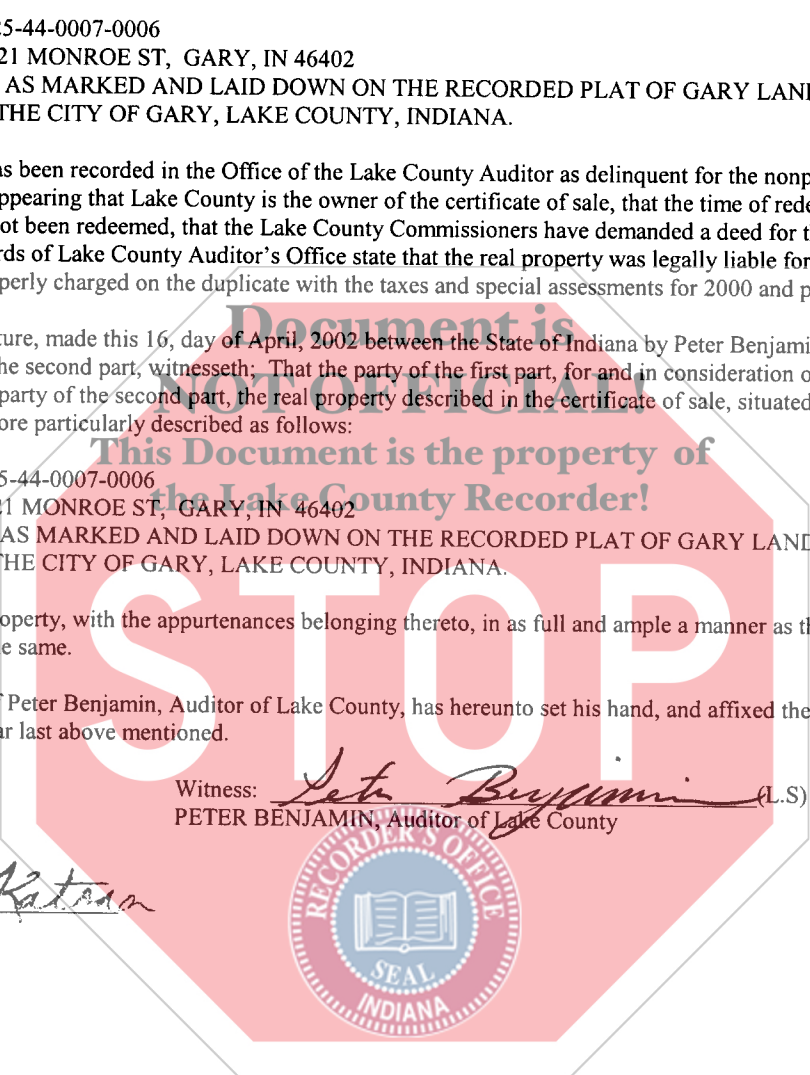 5-44-0007-0006
21 MONROE ST, GARY, IN 46402
AS MARKED AND LAID DOWN ON THE RECORDED PLAT OF GARY LAN
THE CITY OF GARY, LAKE COUNTY, INDIANA.
as been recorded in the Office of the Lake County Auditor as delinquent for the nonp
ppearing that Lake County is the owner of the certificate of sale, that the time of rede
ot been redeemed, that the Lake County Commissioners have demanded a deed for t
rds of Lake County Auditor's Office state that the real property was legally liable for
perly charged on the duplicate with the taxes and special assessments for 2000 and p
Document is
ture, made this 16, day of April, 2002 between the State of Indiana by Peter Benjami
he second part, witnesseth; That the party of the first part, for and in consideration o
NOT OFFICIAL!
party of the second part, the real property described in the certificate of sale, situated
ore particularly described as follows:
This Document is the property of
5-44-0007-0006
the Lake County Recorder!
21 MONROE ST, GARY, IN 46402
AS MARKED AND LAID DOWN ON THE RECORDED PLAT OF GARY LAND
THE CITY OF GARY, LAKE COUNTY, INDIANA.
STOP
operty, with the appurtenances belonging thereto, in as full and ample a manner as th
e same.
f Peter Benjamin, Auditor of Lake County, has hereunto set his hand, and affixed the
ar last above mentioned.
Witness: Peter Benjamin (L.S)
PETER BENJAMIN, Auditor of Lake County
RECORDER'S OFFICE
SEAL
INDIANA